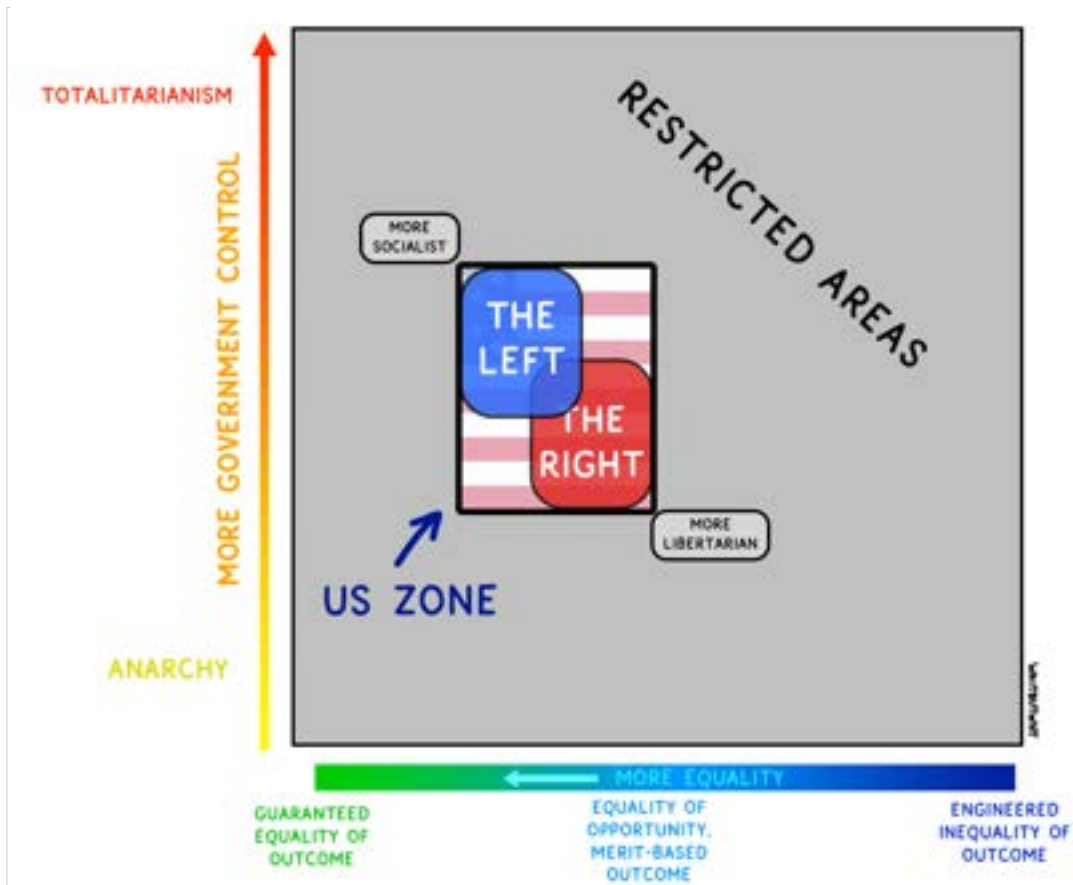 TOTALITARIANISM
MORE GOVERNMENT CONTROL
ANARCHY
RESTRICTED AREAS
MORE
SOCIALIST
THE
LEFT
THE
RIGHT
MORE
LIBERTARIAN
US ZONE
MORE EQUALITY
GUARANTEED
EQUALITY OF
OUTCOME
EQUALITY OF
OPPORTUNITY,
MERIT-BASED
OUTCOME
ENGINEERED
INEQUALITY OF
OUTCOME